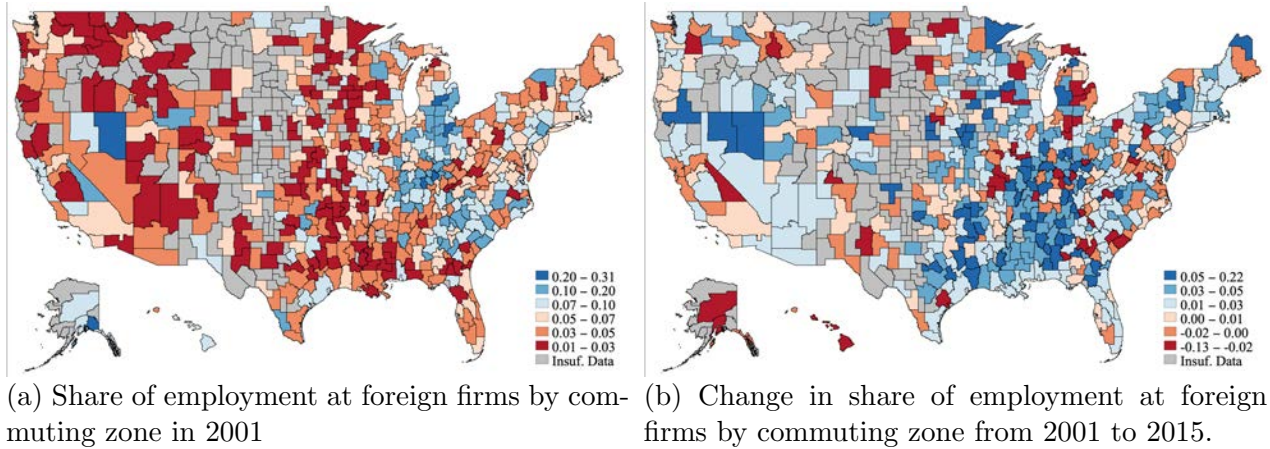 0.20 – 0.31
0.10 – 0.20
0.07 – 0.10
0.05 – 0.07
0.03 – 0.05
0.01 – 0.03
Insuf. Data
0.05 – 0.22
0.03 – 0.05
0.01 – 0.03
0.00 – 0.01
-0.02 – 0.00
-0.13 – -0.02
Insuf. Data
(a) Share of employment at foreign firms by com-
muting zone in 2001
(b) Change in share of employment at foreign
firms by commuting zone from 2001 to 2015.